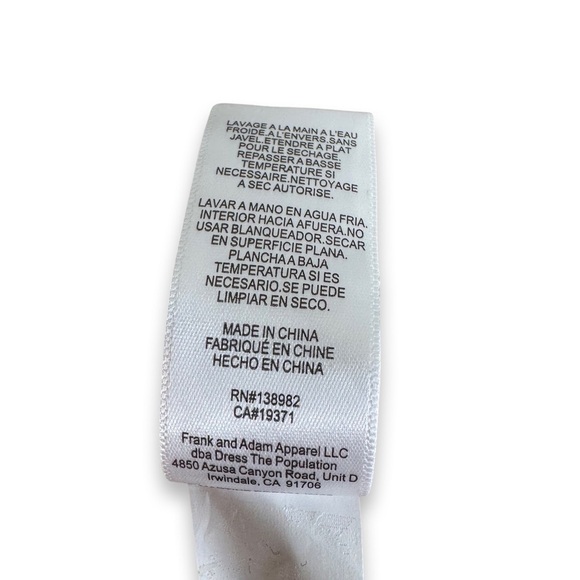 LAVAGE A LA MAIN A L'EAU
FROIDE.A L'ENVERS.SANS
JAVEL.ETENDRE A PLAT
POUR LE SECHAGE.
REPASSER A BASSE
TEMPERATURE SI
NECESSAIRE.NETTOYAGE
A SEC AUTORISE.
LAVAR A MANO EN AGUA FRIA.
INTERIOR HACIA AFUERA.NO
USAR BLANQUEADOR.SECAR
EN SUPERFICIE PLANA.
PLANCHA A BAJA
TEMPERATURA SI ES
NECESARIO.SE PUEDE
LIMPIAR EN SECO.
MADE IN CHINA
FABRIQUÉ EN CHINE
HECHO EN CHINA
RN#138982
CA#19371
Frank and Adam Apparel LLC
dba Dress The Population
4850 Azusa Canyon Road, Unit D
Irwindale, CA 91706